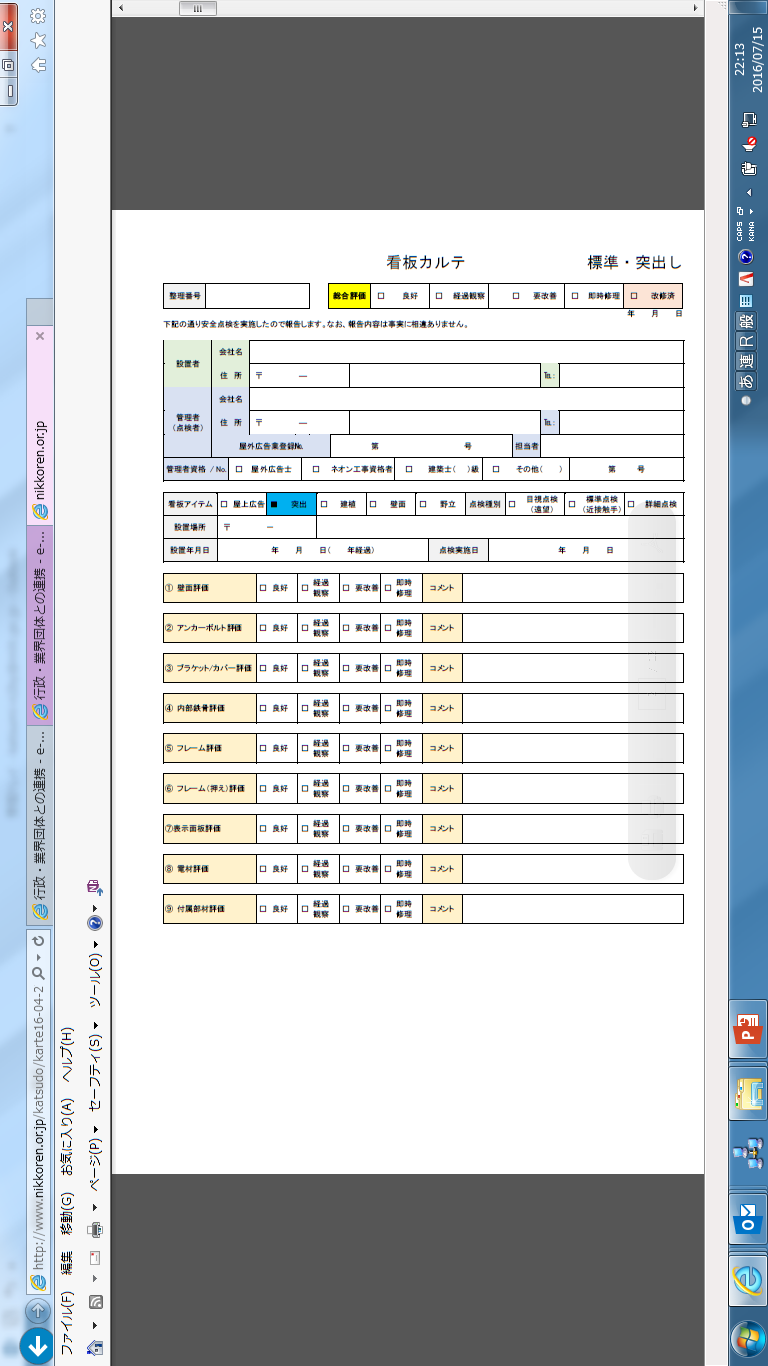 看板カルテ 標準・突出し
整理番号 総合評価 □ 良好 □ 経過観察 □ 要改善 □ 即時修理 □ 改修済
年 月 日
下記の通り安全点検を実施したので報告します。なお、報告内容は事実に相違ありません。
設置者 会社名
住 所 〒 ― ℡:
管理者(点検者) 会社名
住 所 〒 ― ℡:
屋外広告業登録№ 第 号 担当者
管理者資格 / No. □ 屋外広告士 □ ネオン工事資格者 □ 建築士( )級 □ その他( ) 第 号
看板アイテム □ 屋上広告 ■ 突出 □ 建植 □ 壁面 □ 野立 点検種別 □ 目視点検(遠望) □ 標準点検(近接触手) □ 詳細点検
設置場所 〒 ―
設置年月日 年 月 日( 年経過) 点検実施日 年 月 日
① 壁面評価 □ 良好 □ 経過観察 □ 要改善 □ 即時修理 コメント
② アンカーボルト評価 □ 良好 □ 経過観察 □ 要改善 □ 即時修理 コメント
③ ブラケット/カバー評価 □ 良好 □ 経過観察 □ 要改善 □ 即時修理 コメント
④ 内部鉄骨評価 □ 良好 □ 経過観察 □ 要改善 □ 即時修理 コメント
⑤ フレーム評価 □ 良好 □ 経過観察 □ 要改善 □ 即時修理 コメント
⑥ フレーム(押え)評価 □ 良好 □ 経過観察 □ 要改善 □ 即時修理 コメント
⑦表示面板評価 □ 良好 □ 経過観察 □ 要改善 □ 即時修理 コメント
⑧ 電材評価 □ 良好 □ 経過観察 □ 要改善 □ 即時修理 コメント
⑨ 付属部材評価 □ 良好 □ 経過観察 □ 要改善 □ 即時修理 コメント
http://www.nikkoren.or.jp/katsudo/karte16-04-2
行政・業界団体との連携 - e-...
行政・業界団体との連携 - e-...
nikkoren.or.jp
ファイル(F) 編集 移動(G) お気に入り(A) ヘルプ(H)
ページ(P) セーフティ(S) ツール(O)
あ 連 R 般
CAPS
KANA
22:13
2016/07/15